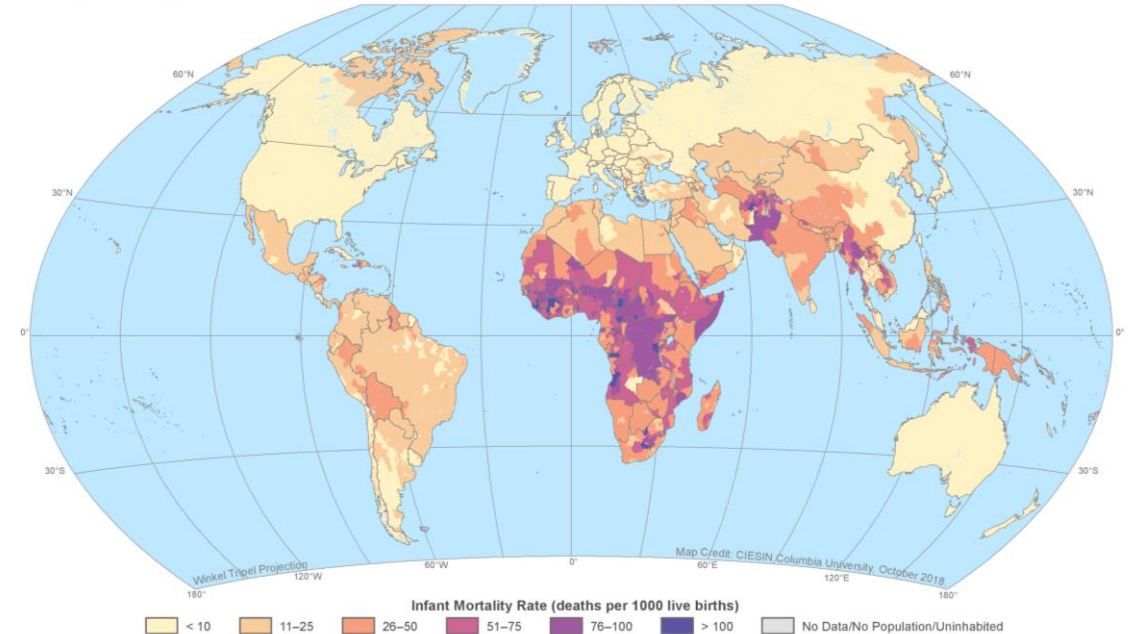 60°N
60°N
30°N
30°N
0°
0°
30°S
30°S
Winkel Tripel Projection
Map Credit: CIESIN Columbia University, October 2018
180°
120°W
60°W
0°
60°E
120°E
180°
Infant Mortality Rate (deaths per 1000 live births)
< 10
11–25
26–50
51–75
76–100
> 100
No Data/No Population/Uninhabited